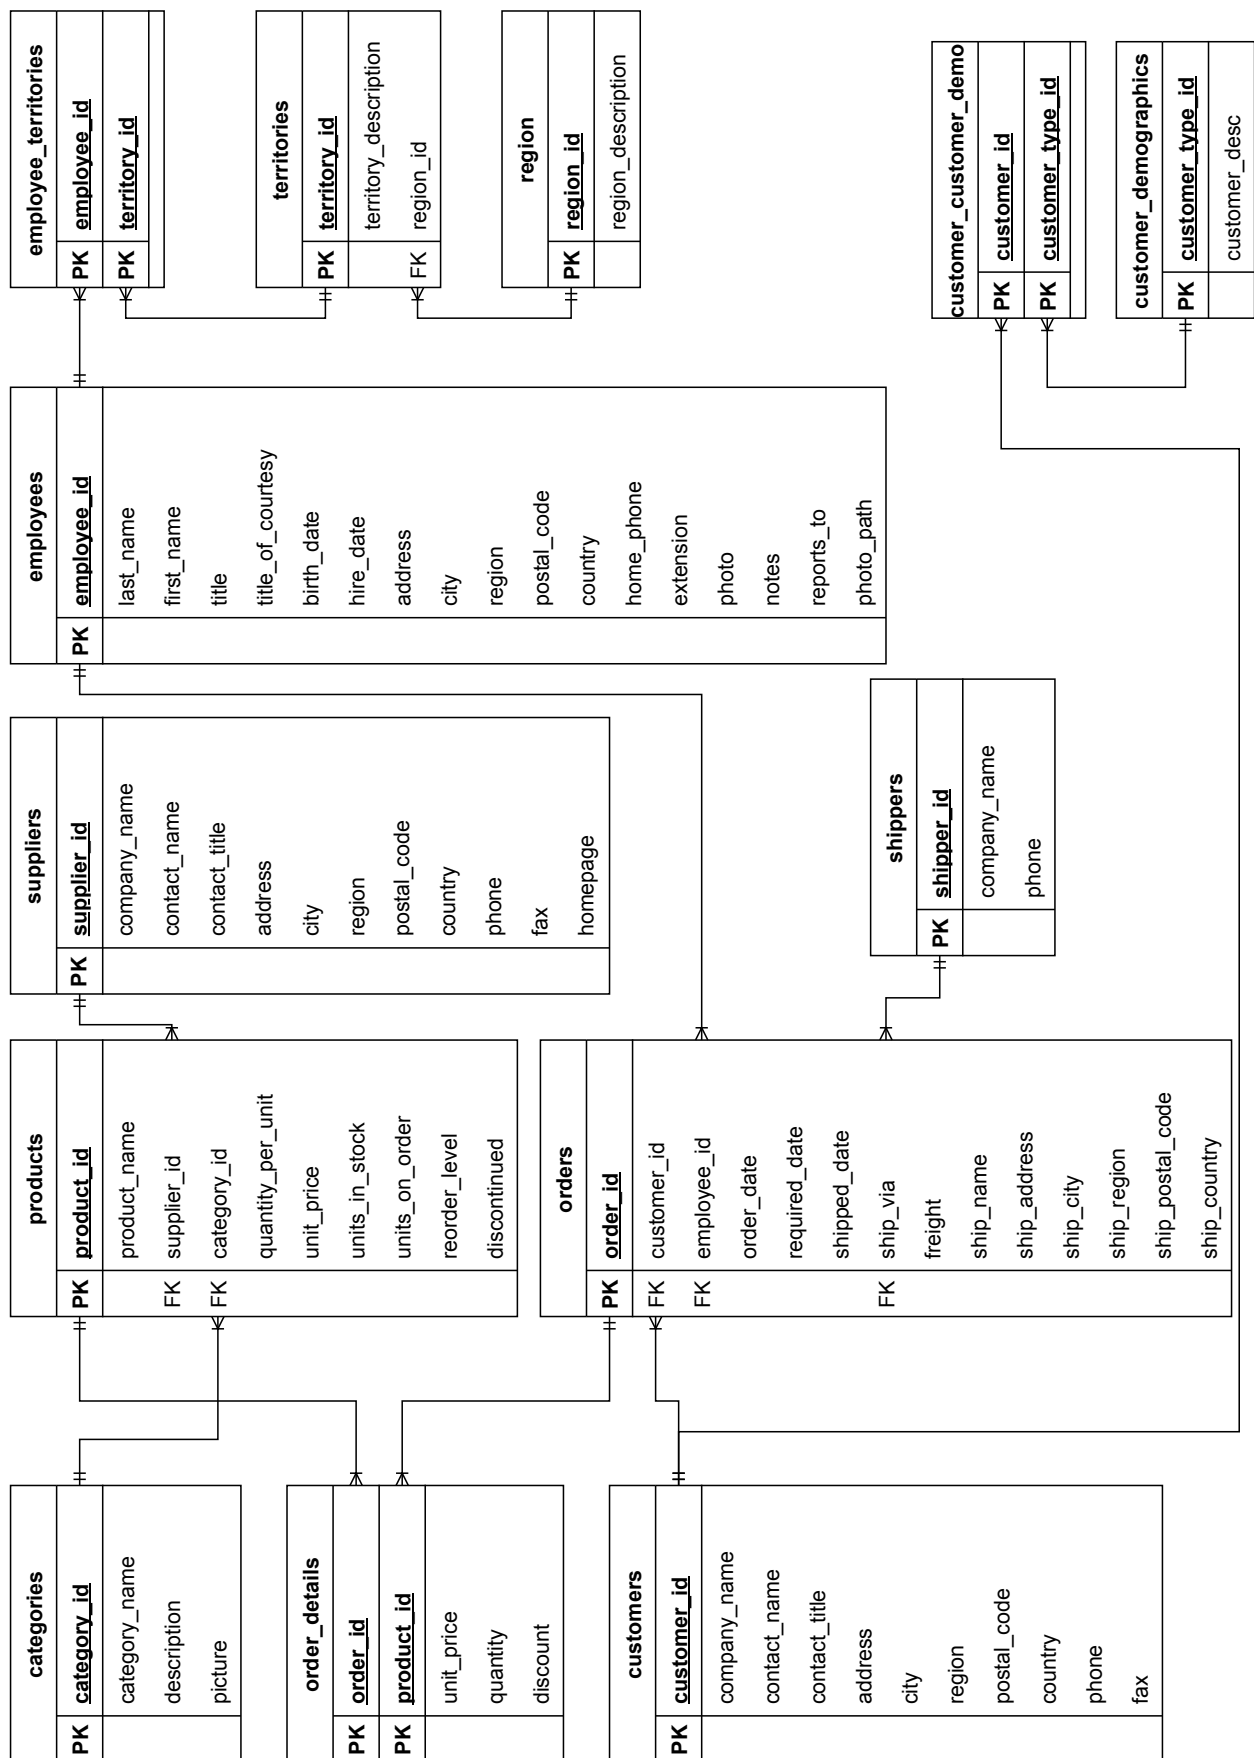 categories
PK category_id
category_name
description
picture
order_details
PK order_id
PK product_id
unit_price
quantity
discount
customers
PK customer_id
company_name
contact_name
contact_title
address
city
region
postal_code
country
phone
fax
products
PK product_id
product_name
FK supplier_id
FK category_id
quantity_per_unit
unit_price
units_in_stock
units_on_order
reorder_level
discontinued
orders
PK order_id
FK customer_id
FK employee_id
order_date
required_date
shipped_date
FK ship_via
freight
ship_name
ship_address
ship_city
ship_region
ship_postal_code
ship_country
suppliers
PK supplier_id
company_name
contact_name
contact_title
address
city
region
postal_code
country
phone
fax
homepage
shippers
PK shipper_id
company_name
phone
employees
PK employee_id
last_name
first_name
title
title_of_courtesy
birth_date
hire_date
address
city
region
postal_code
country
home_phone
extension
photo
notes
reports_to
photo_path
employee_territories
PK employee_id
PK territory_id
territories
PK territory_id
territory_description
FK region_id
region
PK region_id
region_description
customer_customer_demo
PK customer_id
PK customer_type_id
customer_demographics
PK customer_type_id
customer_desc